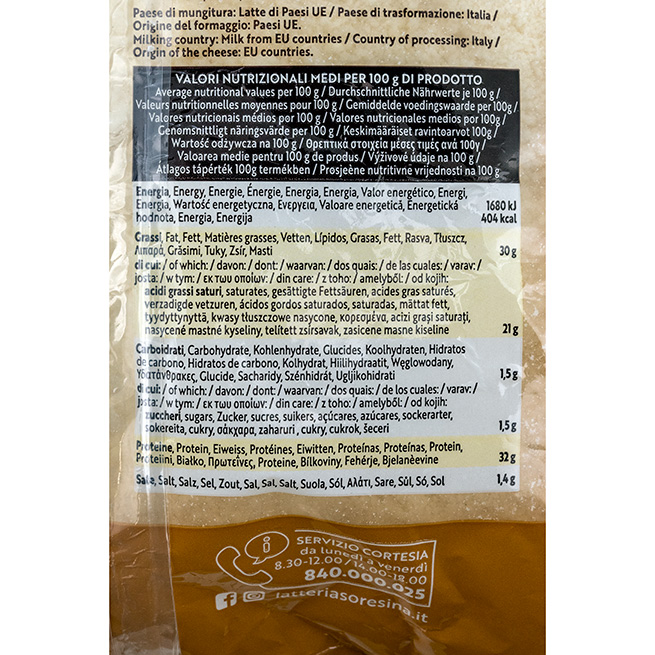 Paese di mungitura: Latte di Paesi UE / Paese di trasformazione: Italia /
Origine del formaggio: Paesi UE.
Milking country: Milk from EU countries / Country of processing: Italy /
Origin of the cheese: EU countries.
VALORI NUTRIZIONALI MEDI PER 100 g DI PRODOTTO
Average nutritional values per 100 g / Durchschnittliche Nährwerte je 100 g /
Valeurs nutritionnelles moyennes pour 100 g / Gemiddelde voedingswaarde per 100g /
Valores nutricionais médios por 100 g / Valores nutricionales medios por 100g /
Genomsnittligt näringsvärde per 100 g / Keskimääräiset ravintoarvot 100g /
Wartość odżywcza na 100 g / Θρεπτικά στοιχεία μέσες τιμές ανά 100γ /
Valoarea medie pentru 100 g de produs / Výživové údaje na 100 g /
Átlagos tápérték 100g termékben / Prosječne nutritivne vrijednosti na 100 g
Energia, Energy, Energie, Énergie, Energia, Energia, Valor energético, Energi,
Energia, Wartość energetyczna, Ενεργεια, Valoare energetică, Energetická
hodnota, Energia, Energija
1680 kJ
404 kcal
Grassi, Fat, Fett, Matières grasses, Vetten, Lípidos, Grasas, Fett, Rasva, Tłuszcz,
Λιπαρά, Grăsimi, Tuky, Zsír, Masti
30 g
di cui: / of which: / davon: / dont: / waarvan: / dos quais: / de las cuales: / varav: /
josta: / w tym: / εκ των οποίων: / din care: / z toho: / amelyből: / od kojih:
acidi grassi saturi, saturates, gesättigte Fettsäuren, acides gras saturés,
verzadigde vetzuren, ácidos gordos saturados, saturadas, mättat fett,
tyydyttynyttä, kwasy tłuszczowe nasycone, κορεσμένα, acizi grași saturați,
nasycené mastné kyseliny, telített zsírsavak, zasicene masne kiseline
21 g
Carboidrati, Carbohydrate, Kohlenhydrate, Glucides, Koolhydraten, Hidratos
de carbono, Hidratos de carbono, Kolhydrat, Hiilihydraatit, Węglowodany,
Υδατάνθρακες, Glucide, Sacharidy, Szénhidrát, Ugljikohidrati
1,5 g
di cui: / of which: / davon: / dont: / waarvan: / dos quais: / de los cuales: / varav: /
josta: / w tym: / εκ των οποίων: / din care: / z toho: / amelyből: / od kojih:
zuccheri, sugars, Zucker, sucres, suikers, açúcares, azúcares, sockerarter,
sokereita, cukry, σάκχαρα, zaharuri , cukry, cukrok, šeceri
1,5 g
Proteine, Protein, Eiweiss, Protéines, Eiwitten, Proteínas, Proteínas, Protein,
Proteiini, Białko, Πρωτεΐνες, Proteine, Bílkoviny, Fehérje, Bjelanèevine
32 g
Sale, Salt, Salz, Sel, Zout, Sal, Sal, Salt, Suola, Sól, Αλάτι, Sare, Sůl, Só, Sol
1,4 g
SERVIZIO CORTESIA
da lunedì a venerdì
8.30-12.00 / 14.00-18.00
840.000.025
latteriasoresina.it